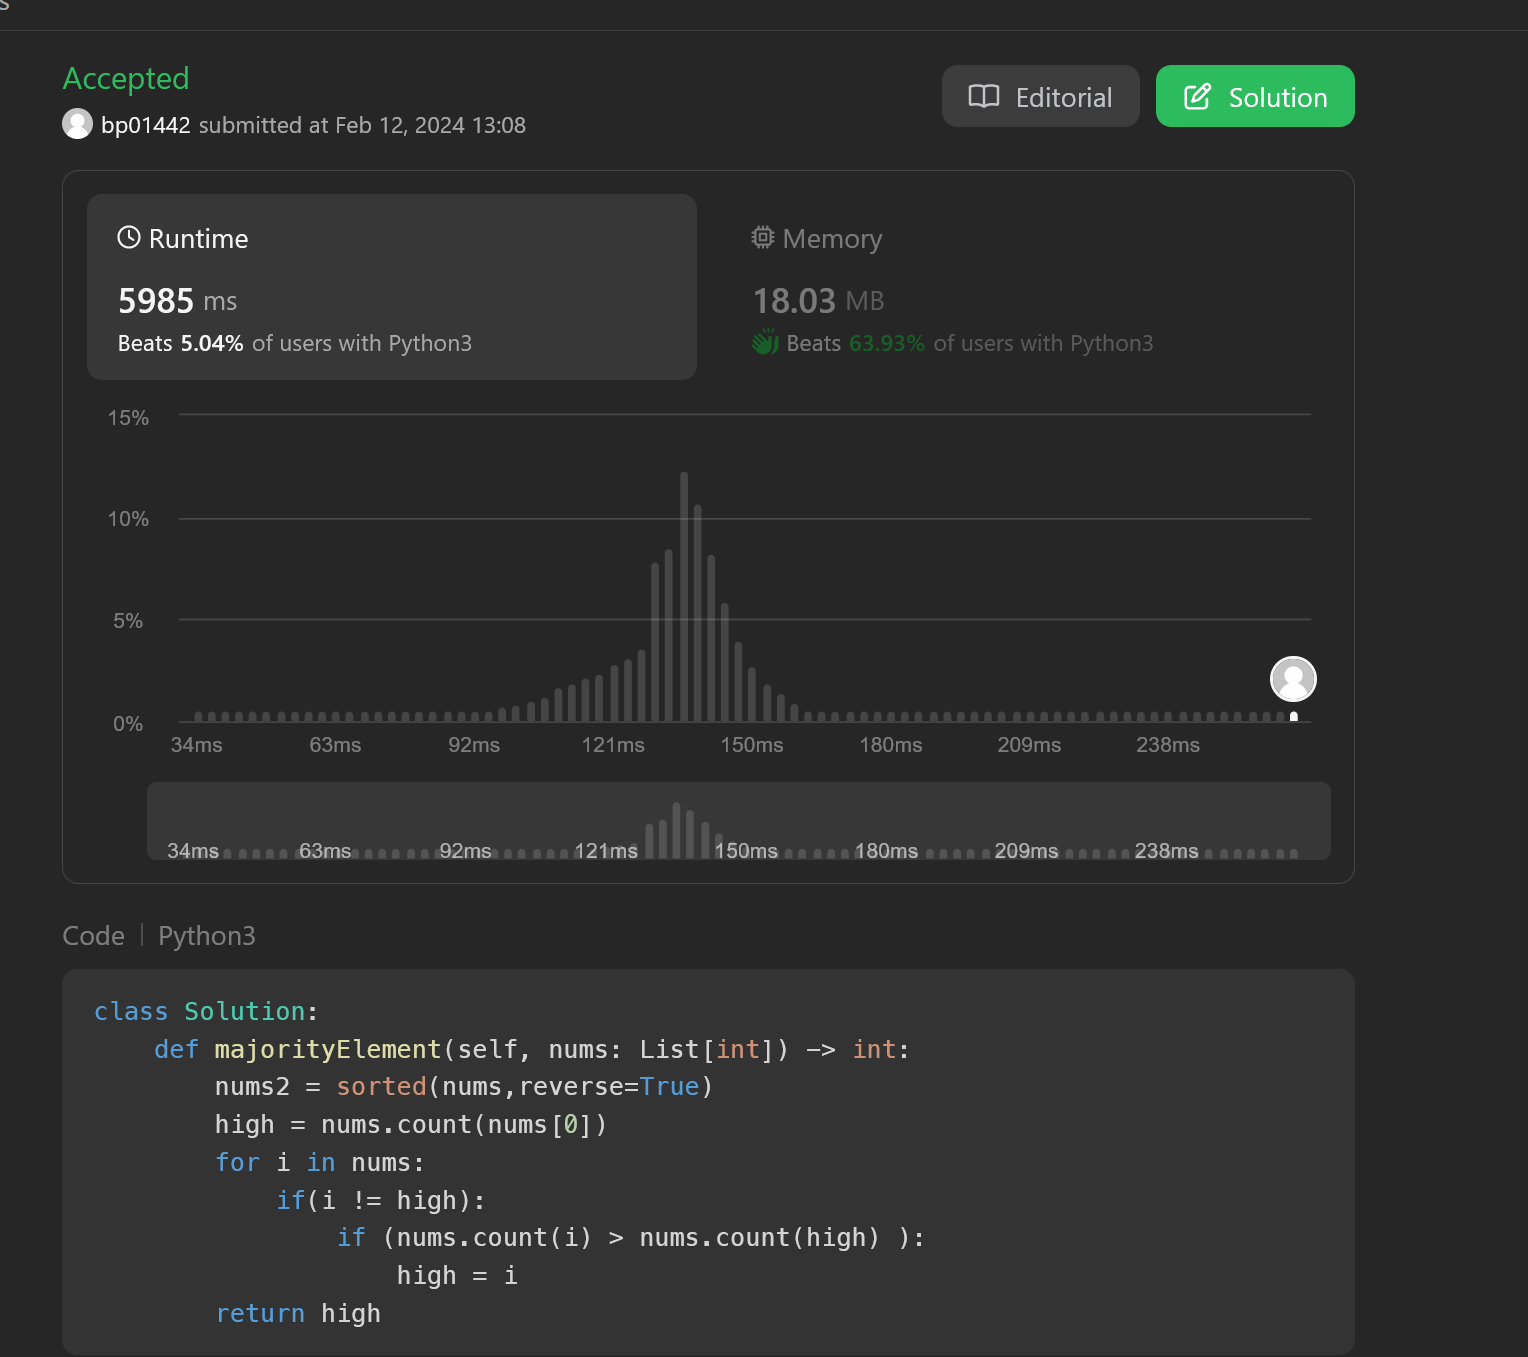 s
Accepted
bp01442 submitted at Feb 12, 2024 13:08
Editorial
Solution
Runtime
5985 ms
Beats 5.04% of users with Python3
Memory
18.03 MB
Beats 63.93% of users with Python3
15%
10%
5%
0%
34ms 63ms 92ms 121ms 150ms 180ms 209ms 238ms
34ms 63ms 92ms 121ms 150ms 180ms 209ms 238ms
Code | Python3
class Solution:
    def majorityElement(self, nums: List[int]) -> int:
        nums2 = sorted(nums,reverse=True)
        high = nums.count(nums[0])
        for i in nums:
            if(i != high):
                if (nums.count(i) > nums.count(high) ):
                    high = i
        return high